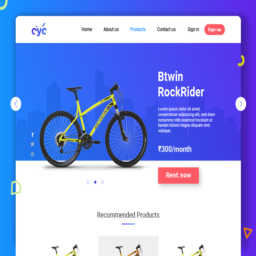 cyc
Home About us Products Contact us Sign in Sign up
Btwin
RockRider
Lorem ipsum dolor sit amet,
consectetuer adipiscing elit, sed diam
nonummy nibh euismod tincidunt ut
laoreet dolore magna aliquam erat
volutpat.
₹300/month
Rent now
Recommended Products